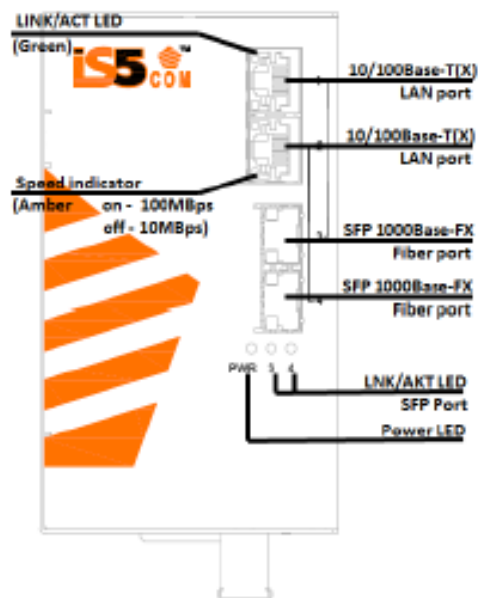 LINK/ACT LED
(Green)
iS5™
COM
10/100Base-T(X)
LAN port
10/100Base-T(X)
LAN port
Speed indicator
(Amber on - 100MBps
off - 10MBps)
SFP 1000Base-FX
Fiber port
SFP 1000Base-FX
Fiber port
PWR 3 4
LNK/AKT LED
SFP Port
Power LED